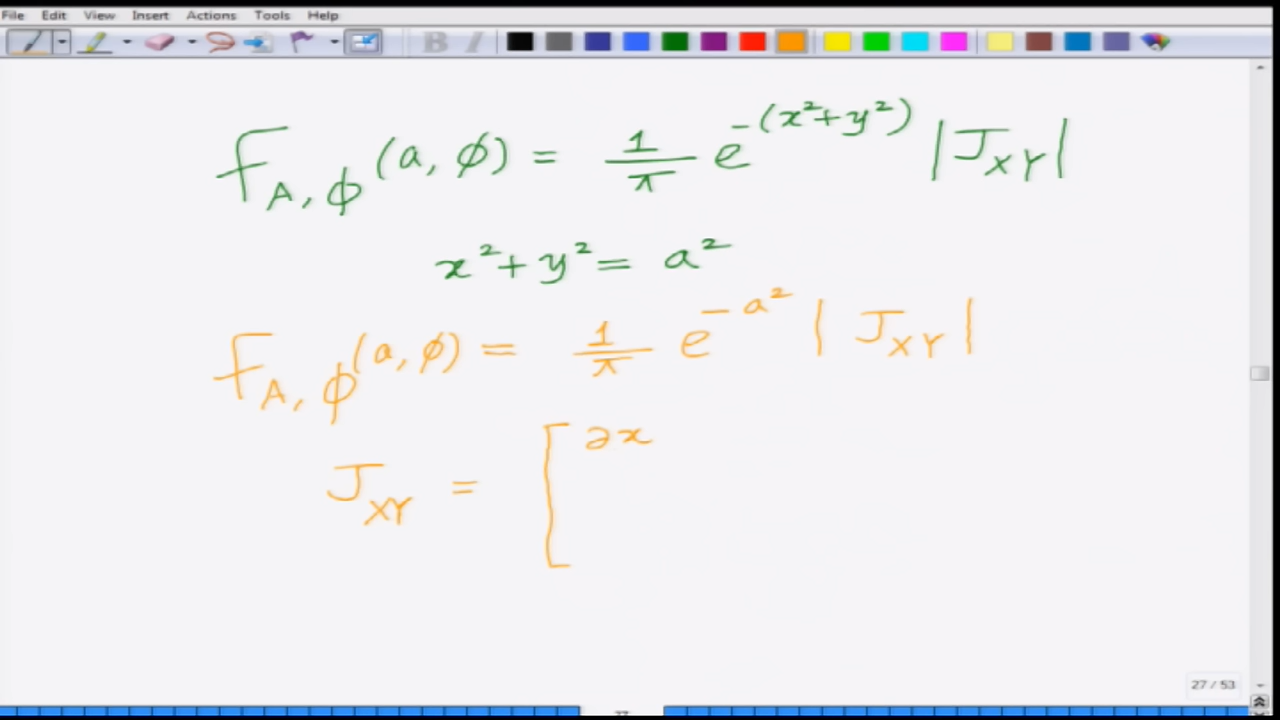 File Edit View Insert Actions Tools Help
B I
F_{A,ϕ}(a, ϕ) = 1/π e^{-(x²+y²)} |J_{XY}|
x² + y² = a²
F_{A,ϕ}(a, ϕ) = 1/π e^{-a²} |J_{XY}|
J_{XY} = [ ∂x
27 / 53